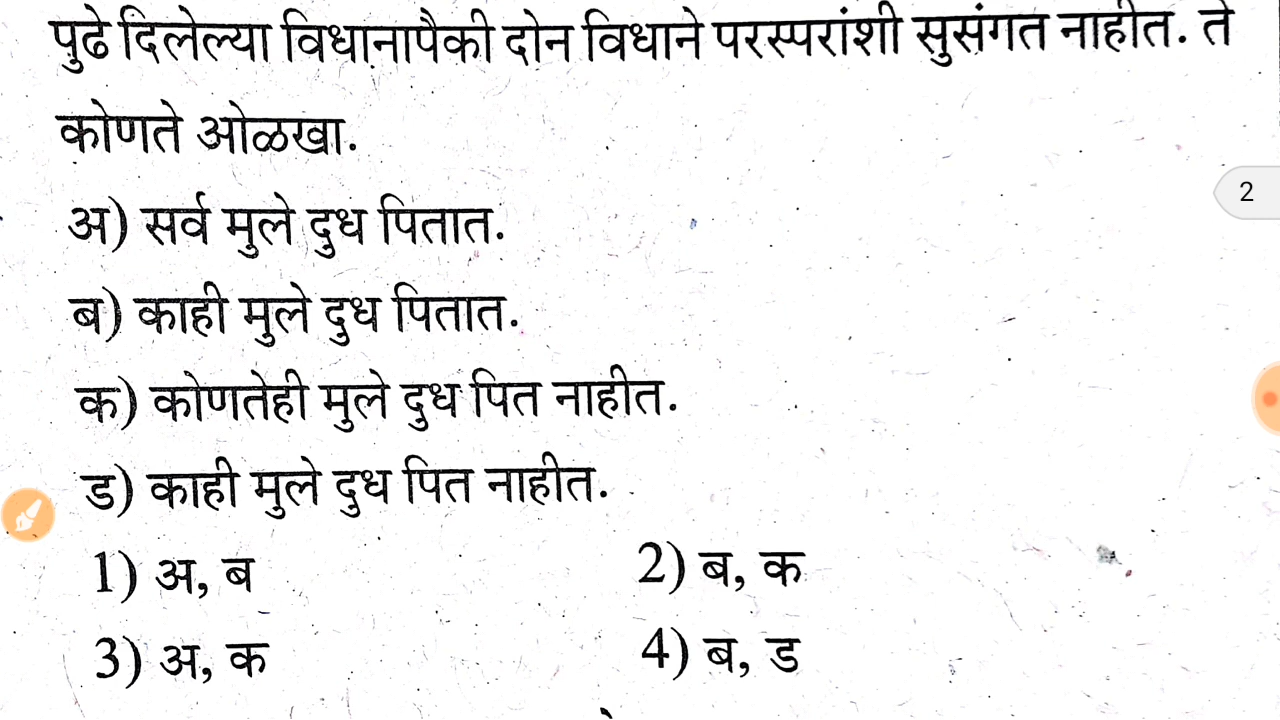 पुढे दिलेल्या विधानापैकी दोन विधाने परस्परांशी सुसंगत नाहीत. ते
कोणते ओळखा.
2
अ) सर्व मुले दुध पितात.
ब) काही मुले दुध पितात.
क) कोणतेही मुले दुध पित नाहीत.
ड) काही मुले दुध पित नाहीत.
1) अ, ब 2) ब, क
3) अ, क 4) ब, ड